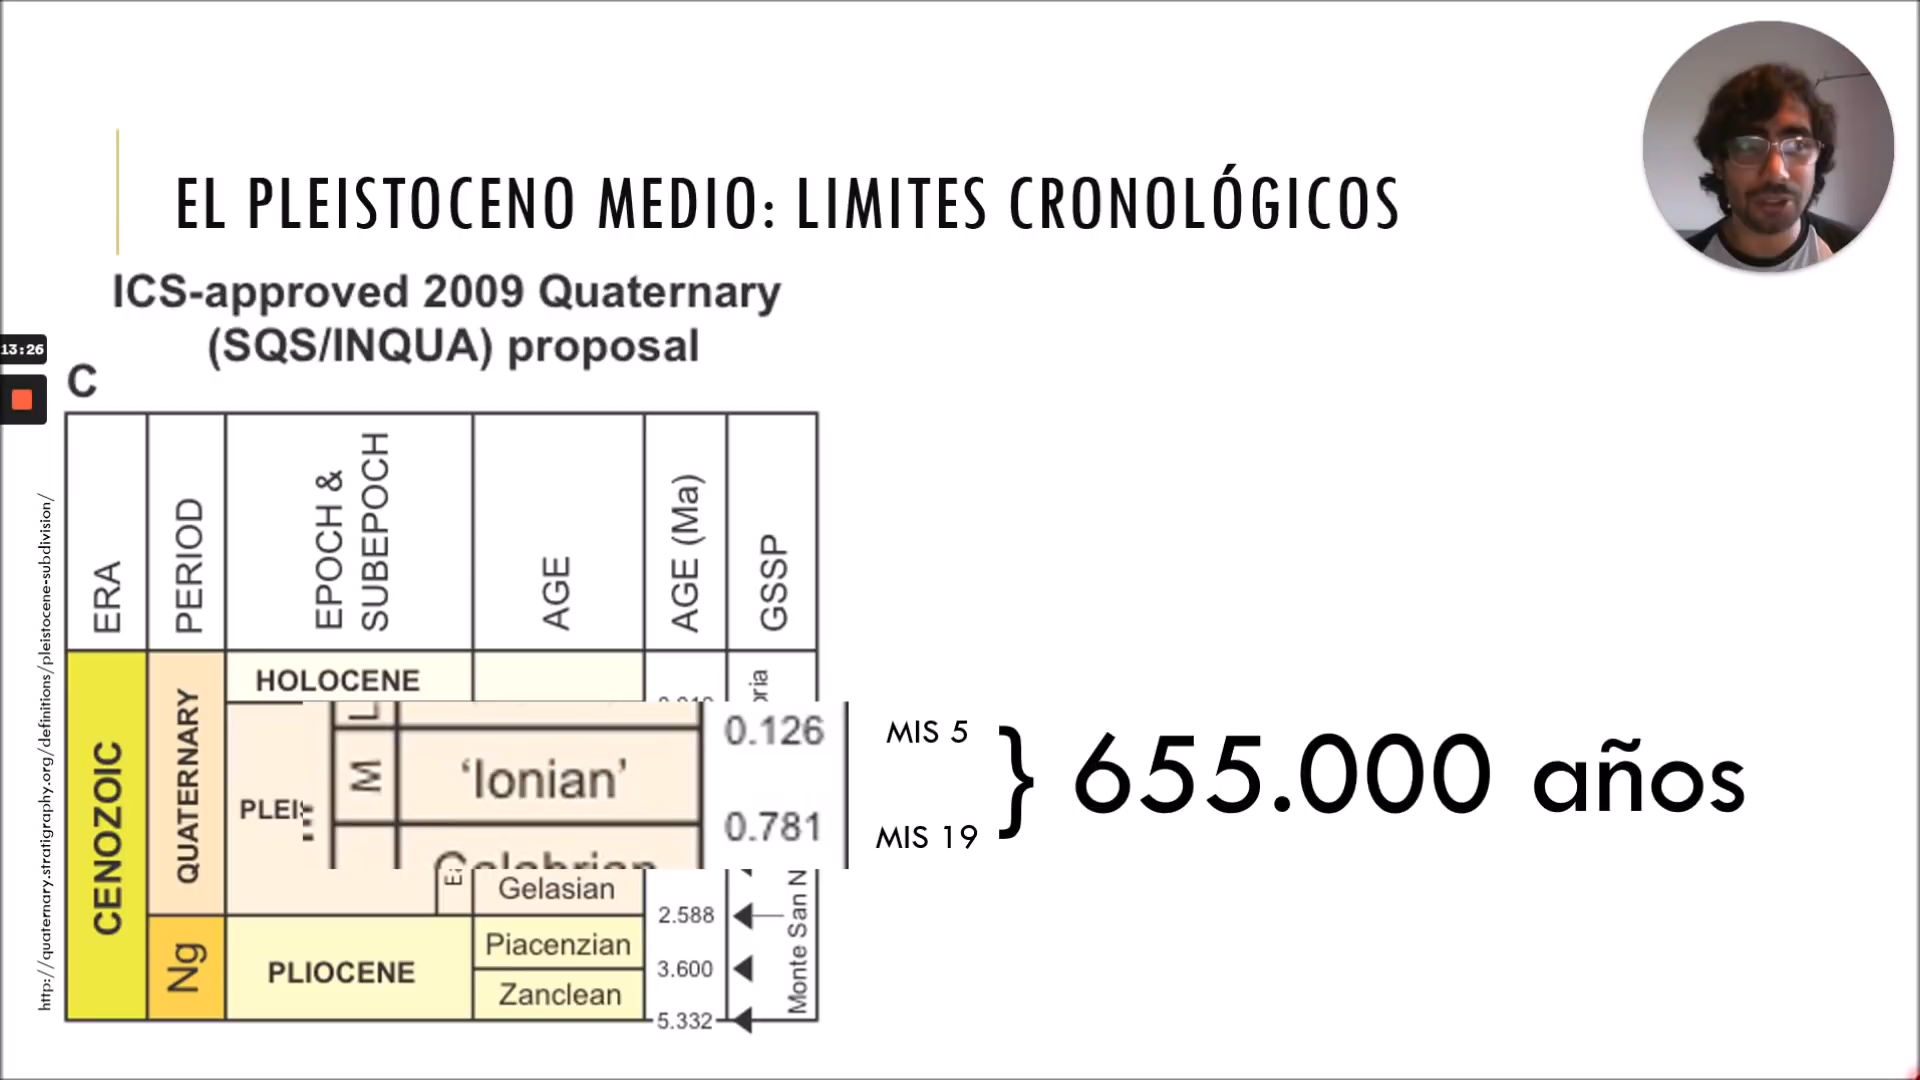 EL PLEISTOCENO MEDIO: LIMITES CRONOLÓGICOS
ICS-approved 2009 Quaternary
(SQS/INQUA) proposal
13:26
C
http://quaternary.stratigraphy.org/definitions/pleistocene-subdivision/
ERA
PERIOD
EPOCH &
SUBEPOCH
AGE
AGE (Ma)
GSSP
CENOZOIC
QUATERNARY
HOLOCENE
L
0.126
MIS 5
M
'Ionian'
} 655.000 años
0.781
MIS 19
Gelasian
2.588
Monte San N
Ng
PLIOCENE
Piacenzian
3.600
Zanclean
5.332